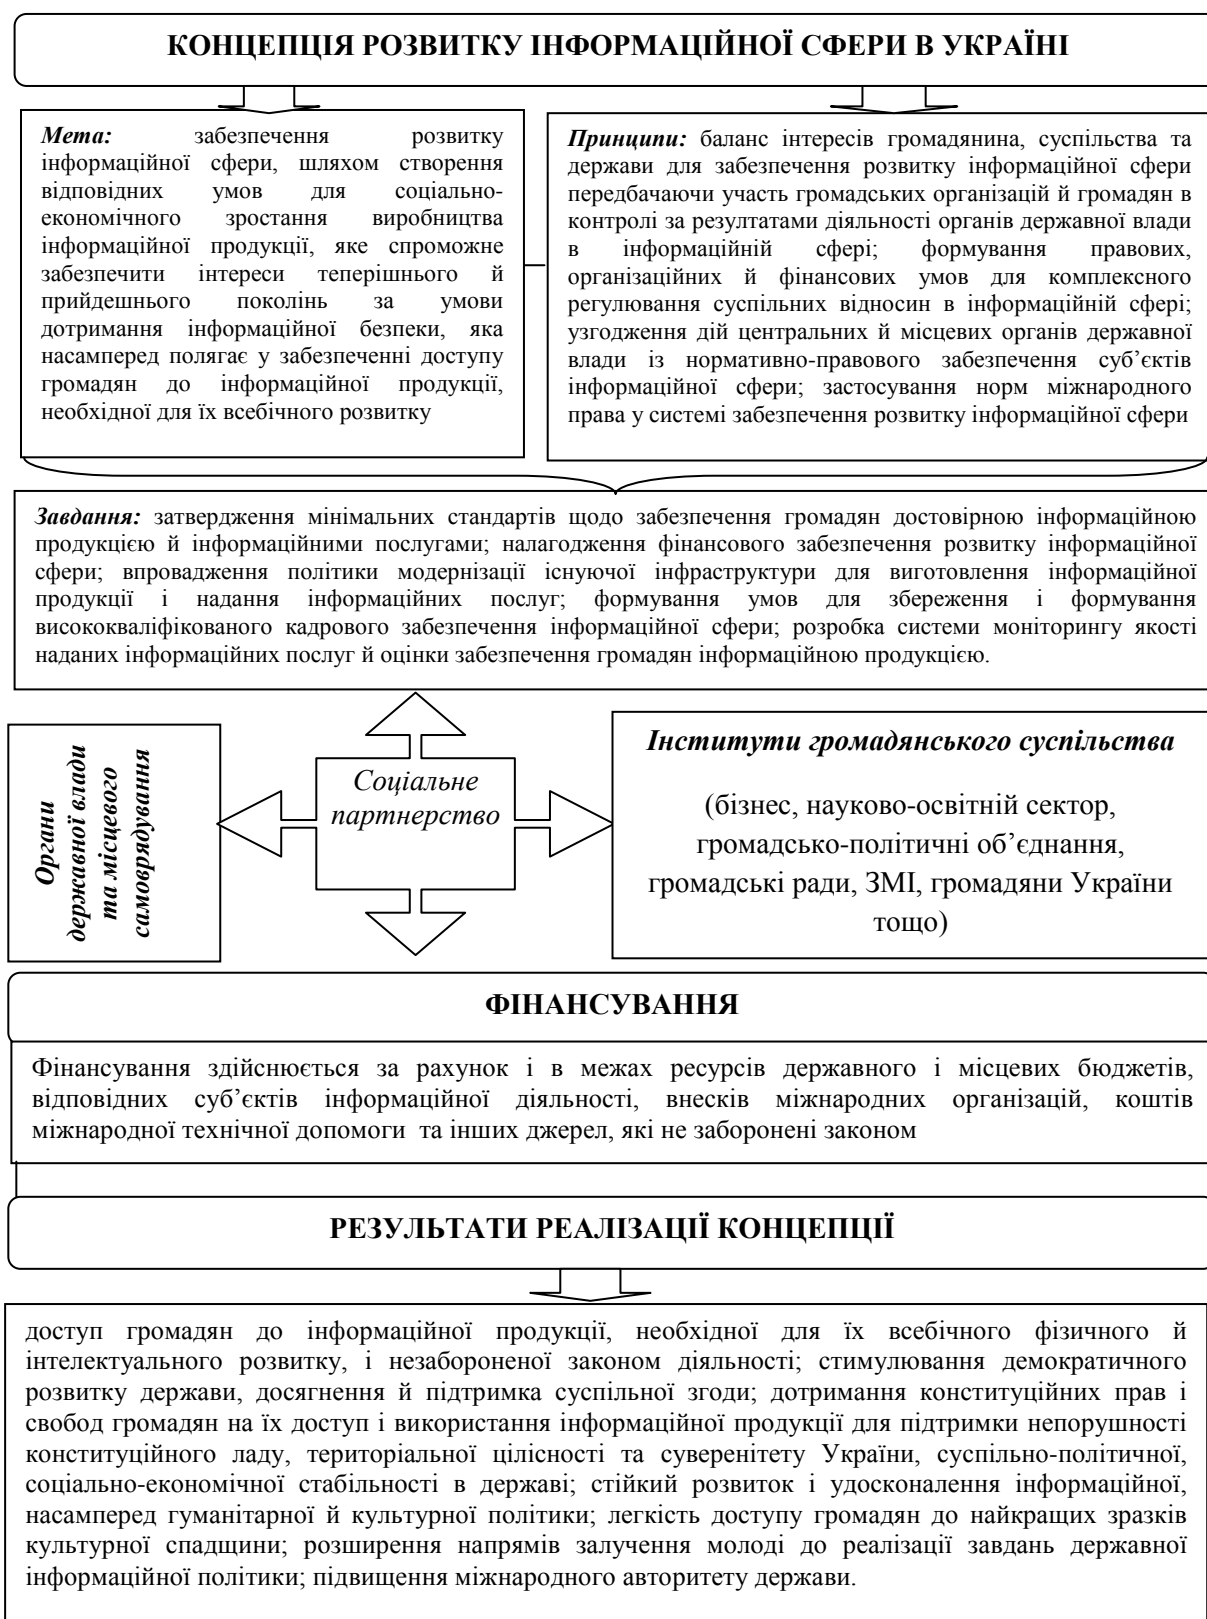 КОНЦЕПЦІЯ РОЗВИТКУ ІНФОРМАЦІЙНОЇ СФЕРИ В УКРАЇНІ
Мета: забезпечення розвитку
інформаційної сфери, шляхом створення
відповідних умов для соціально-
економічного зростання виробництва
інформаційної продукції, яке спроможне
забезпечити інтереси теперішнього й
прийдешнього поколінь за умови
дотримання інформаційної безпеки, яка
насамперед полягає у забезпеченні доступу
громадян до інформаційної продукції,
необхідної для їх всебічного розвитку
Принципи: баланс інтересів громадянина, суспільства та
держави для забезпечення розвитку інформаційної сфери
передбачаючи участь громадських організацій й громадян в
контролі за результатами діяльності органів державної влади
в інформаційній сфері; формування правових,
організаційних й фінансових умов для комплексного
регулювання суспільних відносин в інформаційній сфері;
узгодження дій центральних й місцевих органів державної
влади із нормативно-правового забезпечення суб’єктів
інформаційної сфери; застосування норм міжнародного
права у системі забезпечення розвитку інформаційної сфери
Завдання: затвердження мінімальних стандартів щодо забезпечення громадян достовірною інформаційною
продукцією й інформаційними послугами; налагодження фінансового забезпечення розвитку інформаційної
сфери; впровадження політики модернізації існуючої інфраструктури для виготовлення інформаційної
продукції і надання інформаційних послуг; формування умов для збереження і формування
висококваліфікованого кадрового забезпечення інформаційної сфери; розробка системи моніторингу якості
наданих інформаційних послуг й оцінки забезпечення громадян інформаційною продукцією.
Органи
державної влади
та місцевого
самоврядування
Соціальне
партнерство
Інститути громадянського суспільства
(бізнес, науково-освітній сектор,
громадсько-політичні об’єднання,
громадські ради, ЗМІ, громадяни України
тощо)
ФІНАНСУВАННЯ
Фінансування здійснюється за рахунок і в межах ресурсів державного і місцевих бюджетів,
відповідних суб’єктів інформаційної діяльності, внесків міжнародних організацій, коштів
міжнародної технічної допомоги та інших джерел, які не заборонені законом
РЕЗУЛЬТАТИ РЕАЛІЗАЦІЇ КОНЦЕПЦІЇ
доступ громадян до інформаційної продукції, необхідної для їх всебічного фізичного й
інтелектуального розвитку, і незабороненої законом діяльності; стимулювання демократичного
розвитку держави, досягнення й підтримка суспільної згоди; дотримання конституційних прав і
свобод громадян на їх доступ і використання інформаційної продукції для підтримки непорушності
конституційного ладу, територіальної цілісності та суверенітету України, суспільно-політичної,
соціально-економічної стабільності в державі; стійкий розвиток і удосконалення інформаційної,
насамперед гуманітарної й культурної політики; легкість доступу громадян до найкращих зразків
культурної спадщини; розширення напрямів залучення молоді до реалізації завдань державної
інформаційної політики; підвищення міжнародного авторитету держави.